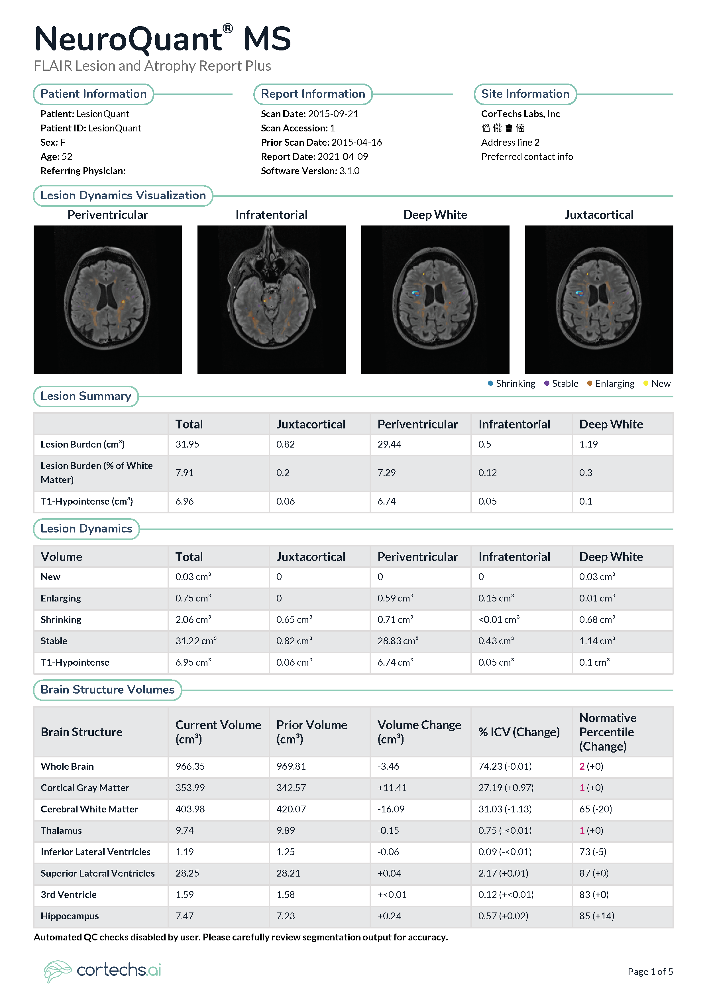 NeuroQuant® MS
FLAIR Lesion and Atrophy Report Plus
Patient Information
Patient: LesionQuant
Patient ID: LesionQuant
Sex: F
Age: 52
Referring Physician:
Report Information
Scan Date: 2015-09-21
Scan Accession: 1
Prior Scan Date: 2015-04-16
Report Date: 2021-04-09
Software Version: 3.1.0
Site Information
CorTechs Labs, Inc
Address line 2
Preferred contact info
Lesion Dynamics Visualization
Periventricular Infratentorial Deep White Juxtacortical
Shrinking Stable Enlarging New
Lesion Summary
Total Juxtacortical Periventricular Infratentorial Deep White
Lesion Burden (cm³) 31.95 0.82 29.44 0.5 1.19
Lesion Burden (% of White
Matter) 7.91 0.2 7.29 0.12 0.3
T1-Hypointense (cm³) 6.96 0.06 6.74 0.05 0.1
Lesion Dynamics
Volume Total Juxtacortical Periventricular Infratentorial Deep White
New 0.03 cm³ 0 0 0 0.03 cm³
Enlarging 0.75 cm³ 0 0.59 cm³ 0.15 cm³ 0.01 cm³
Shrinking 2.06 cm³ 0.65 cm³ 0.71 cm³ <0.01 cm³ 0.68 cm³
Stable 31.22 cm³ 0.82 cm³ 28.83 cm³ 0.43 cm³ 1.14 cm³
T1-Hypointense 6.95 cm³ 0.06 cm³ 6.74 cm³ 0.05 cm³ 0.1 cm³
Brain Structure Volumes
Brain Structure
Current Volume
(cm³)
Prior Volume
(cm³)
Volume Change
(cm³)
% ICV (Change)
Normative
Percentile
(Change)
Whole Brain 966.35 969.81 -3.46 74.23 (-0.01) 2 (+0)
Cortical Gray Matter 353.99 342.57 +11.41 27.19 (+0.97) 1 (+0)
Cerebral White Matter 403.98 420.07 -16.09 31.03 (-1.13) 65 (-20)
Thalamus 9.74 9.89 -0.15 0.75 (-<0.01) 1 (+0)
Inferior Lateral Ventricles 1.19 1.25 -0.06 0.09 (-<0.01) 73 (-5)
Superior Lateral Ventricles 28.25 28.21 +0.04 2.17 (+0.01) 87 (+0)
3rd Ventricle 1.59 1.58 +<0.01 0.12 (+<0.01) 83 (+0)
Hippocampus 7.47 7.23 +0.24 0.57 (+0.02) 85 (+14)
Automated QC checks disabled by user. Please carefully review segmentation output for accuracy.
cortechs.ai
Page 1 of 5